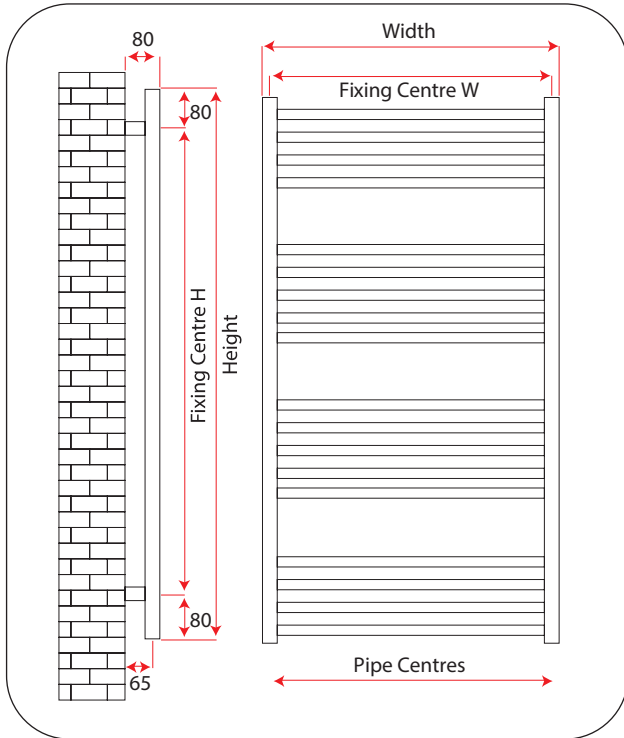 80
Width
Fixing Centre W
80
Fixing Centre H
Height
80
65
Pipe Centres